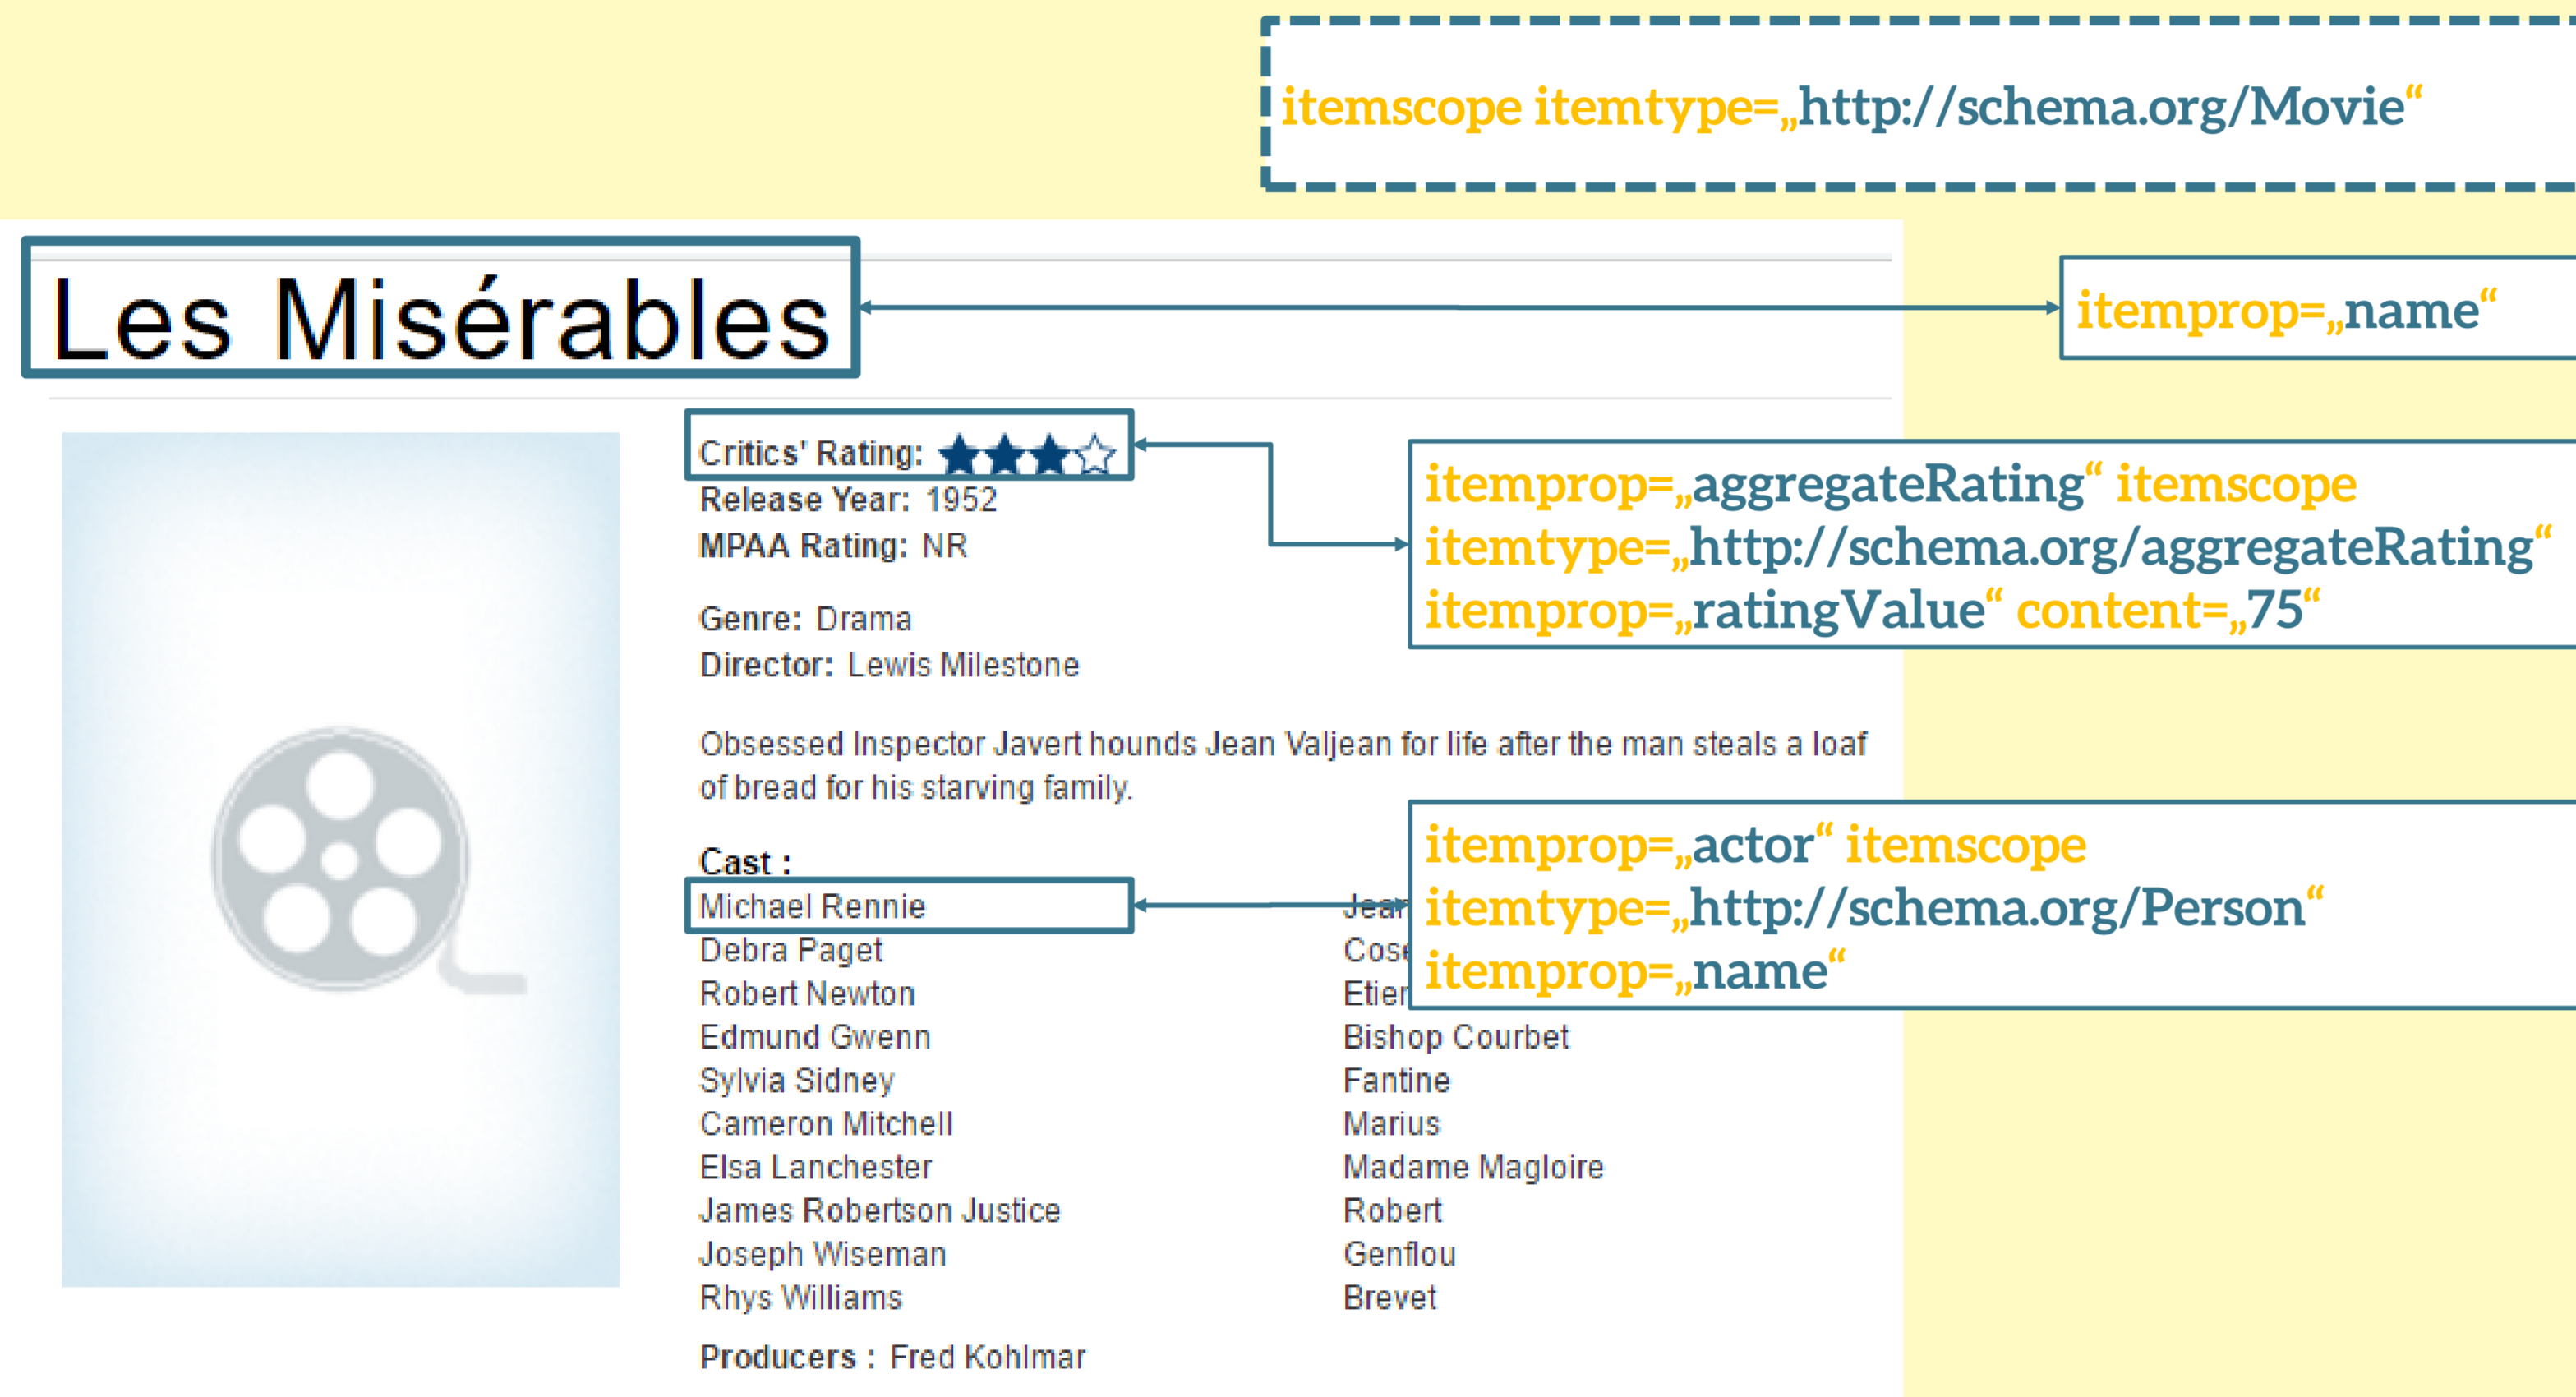 itemscope itemtype=„http://schema.org/Movie“
Les Misérables
itemprop=„name“
Critics' Rating:
Release Year: 1952
MPAA Rating: NR
itemprop=„aggregateRating“ itemscope
itemtype=„http://schema.org/aggregateRating“
itemprop=„ratingValue“ content=„75“
Genre: Drama
Director: Lewis Milestone
Obsessed Inspector Javert hounds Jean Valjean for life after the man steals a loaf
of bread for his starving family.
Cast :
itemprop=„actor“ itemscope
itemtype=„http://schema.org/Person“
itemprop=„name“
Michael Rennie
Debra Paget
Robert Newton
Edmund Gwenn Bishop Courbet
Sylvia Sidney Fantine
Cameron Mitchell Marius
Elsa Lanchester Madame Magloire
James Robertson Justice Robert
Joseph Wiseman Genflou
Rhys Williams Brevet
Producers : Fred Kohlmar